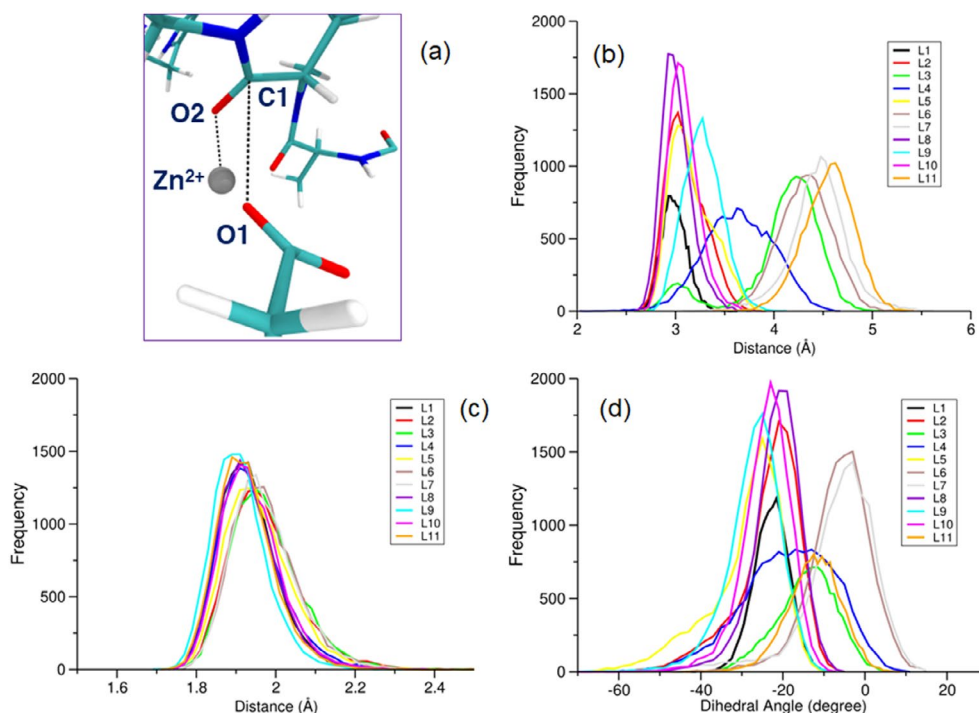 (a)
O2
C1
Zn²⁺
O1
(b)
2000
1500
1000
500
0
Frequency
2 3 4 5 6
Distance (Å)
L1
L2
L3
L4
L5
L6
L7
L8
L9
L10
L11
(c)
2000
1500
1000
500
0
Frequency
1.6 1.8 2 2.2 2.4
Distance (Å)
L1
L2
L3
L4
L5
L6
L7
L8
L9
L10
L11
(d)
2000
1500
1000
500
0
Frequency
-60 -40 -20 0 20
Dihedral Angle (degree)
L1
L2
L3
L4
L5
L6
L7
L8
L9
L10
L11